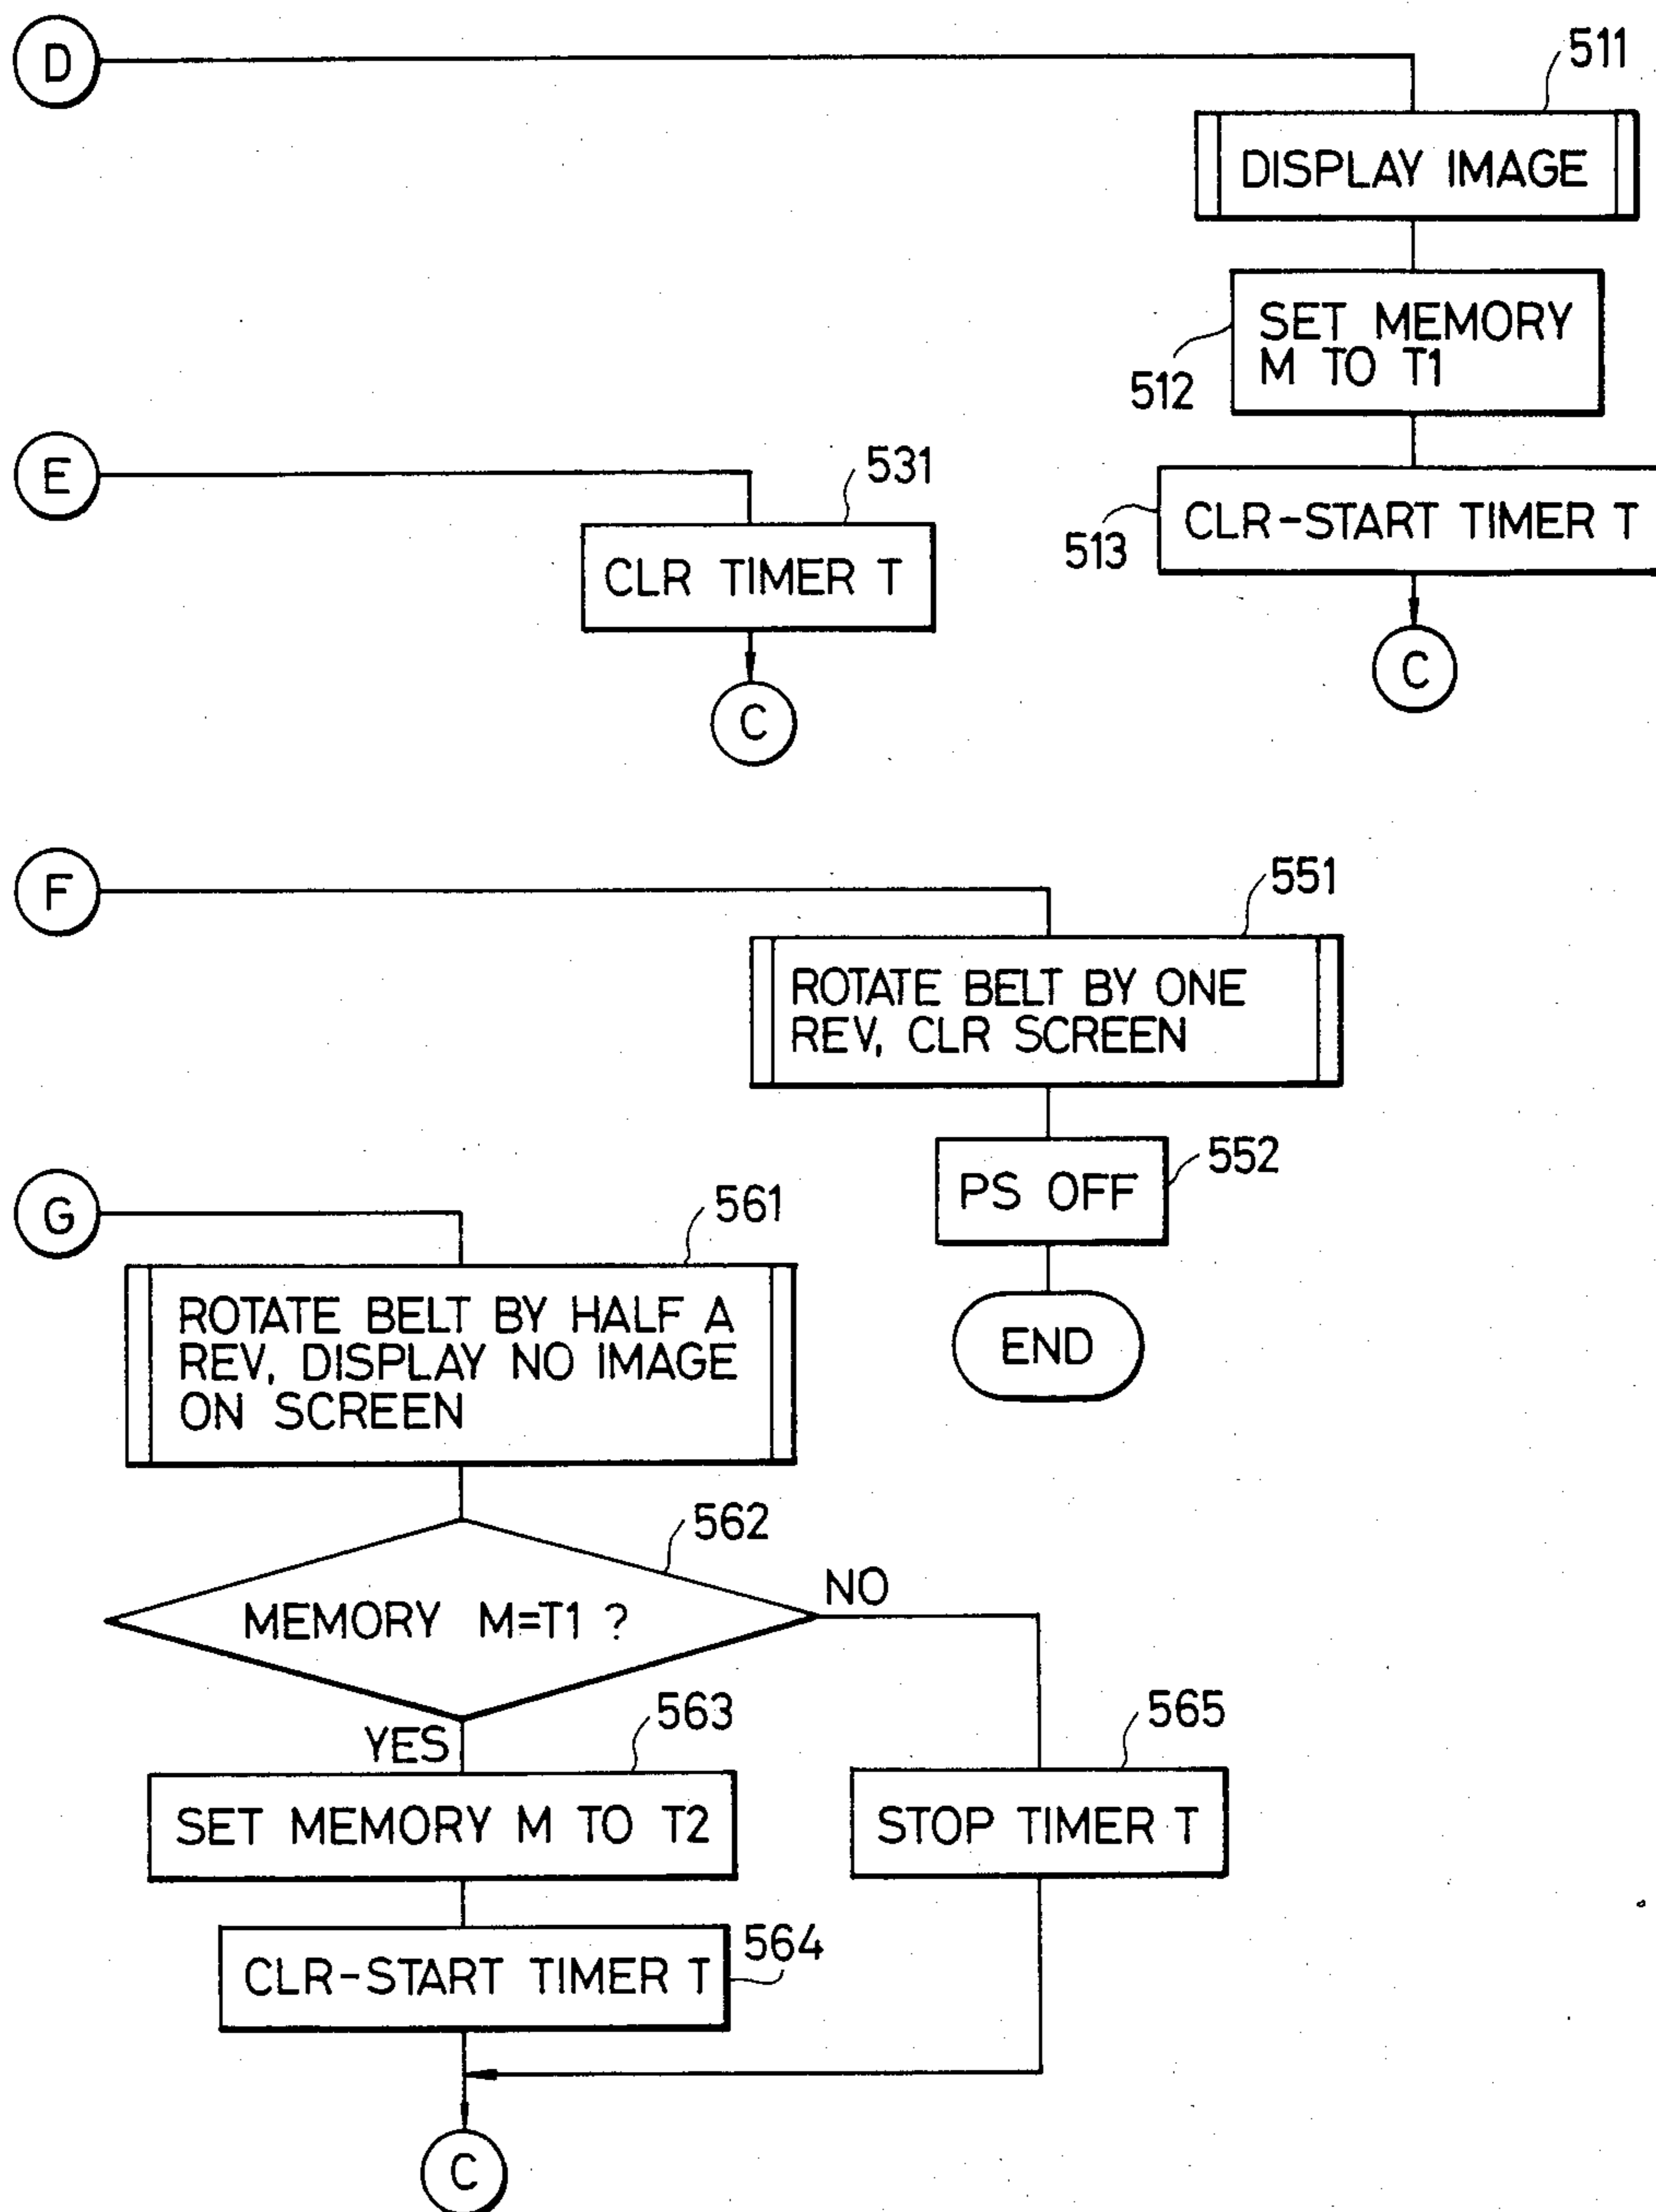 D
511
DISPLAY IMAGE
512
SET MEMORY
M TO T1
E
531
CLR TIMER T
C
513
CLR-START TIMER T
C
F
551
ROTATE BELT BY ONE
REV, CLR SCREEN
552
PS OFF
END
G
561
ROTATE BELT BY HALF A
REV, DISPLAY NO IMAGE
ON SCREEN
562
MEMORY M=T1 ?
NO
YES
563
SET MEMORY M TO T2
565
STOP TIMER T
564
CLR-START TIMER T
C